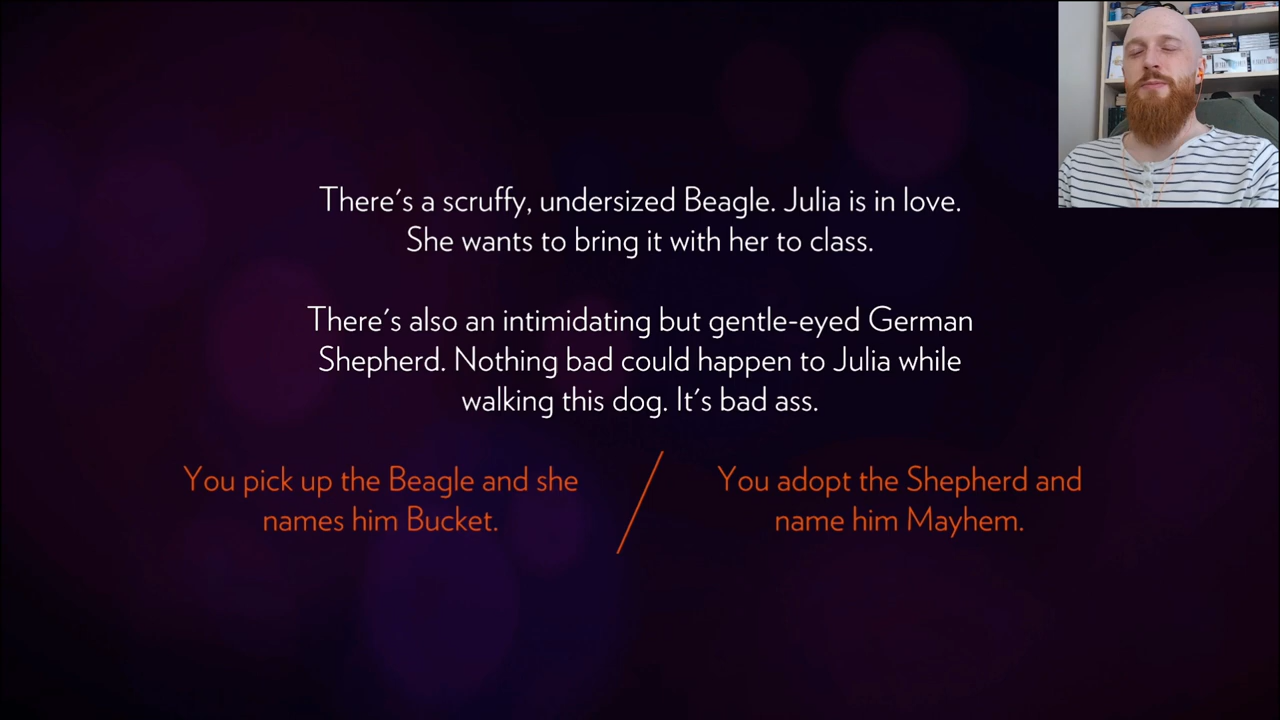 There's a scruffy, undersized Beagle. Julia is in love.
She wants to bring it with her to class.
There's also an intimidating but gentle-eyed German
Shepherd. Nothing bad could happen to Julia while
walking this dog. It's bad ass.
You pick up the Beagle and she
names him Bucket.
You adopt the Shepherd and
name him Mayhem.